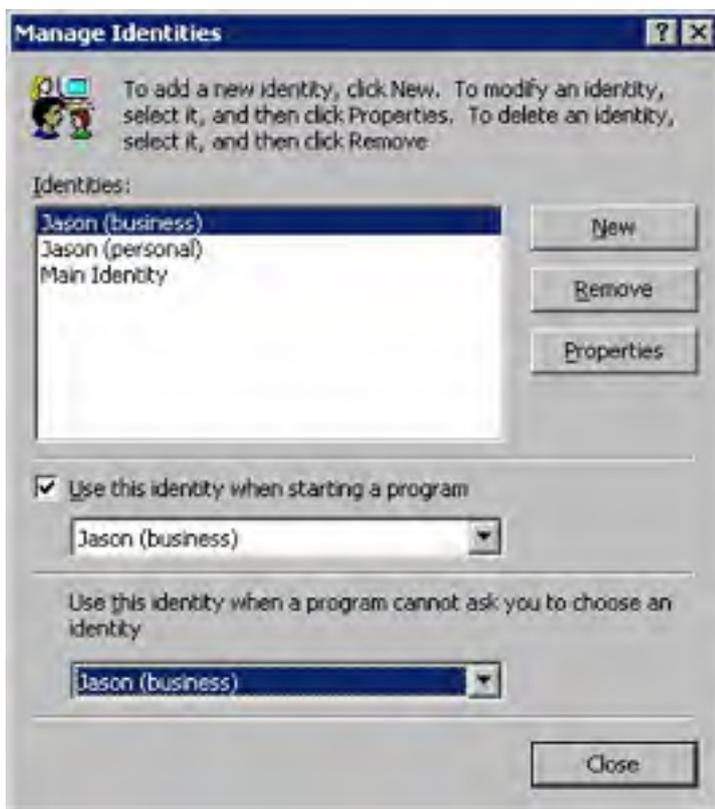 Manage Identities
To add a new identity, click New. To modify an identity,
select it, and then click Properties. To delete an identity,
select it, and then click Remove
Identities:
Jason (business)
Jason (personal)
Main Identity
New
Remove
Properties
Use this identity when starting a program
Jason (business)
Use this identity when a program cannot ask you to choose an
identity
Jason (business)
Close